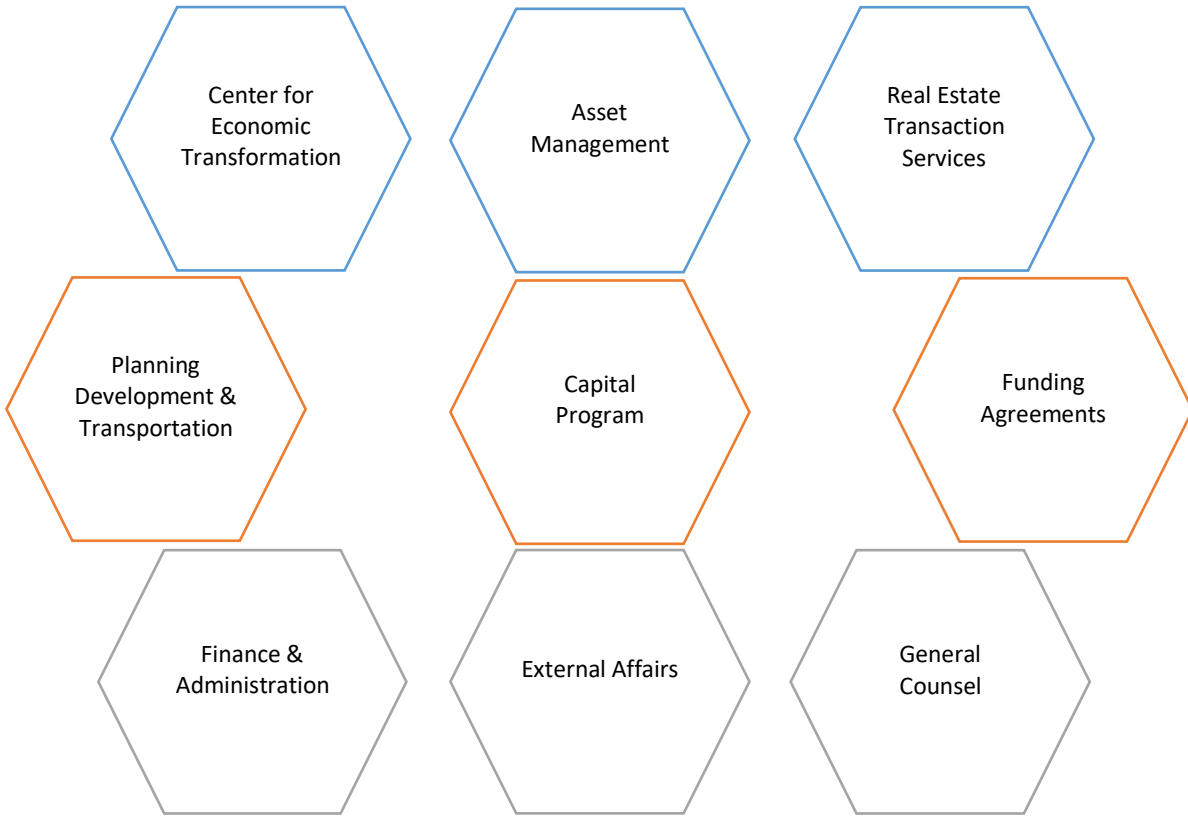 Center for
Economic
Transformation
Asset
Management
Real Estate
Transaction
Services
Planning
Development &
Transportation
Capital
Program
Funding
Agreements
Finance &
Administration
External Affairs
General
Counsel